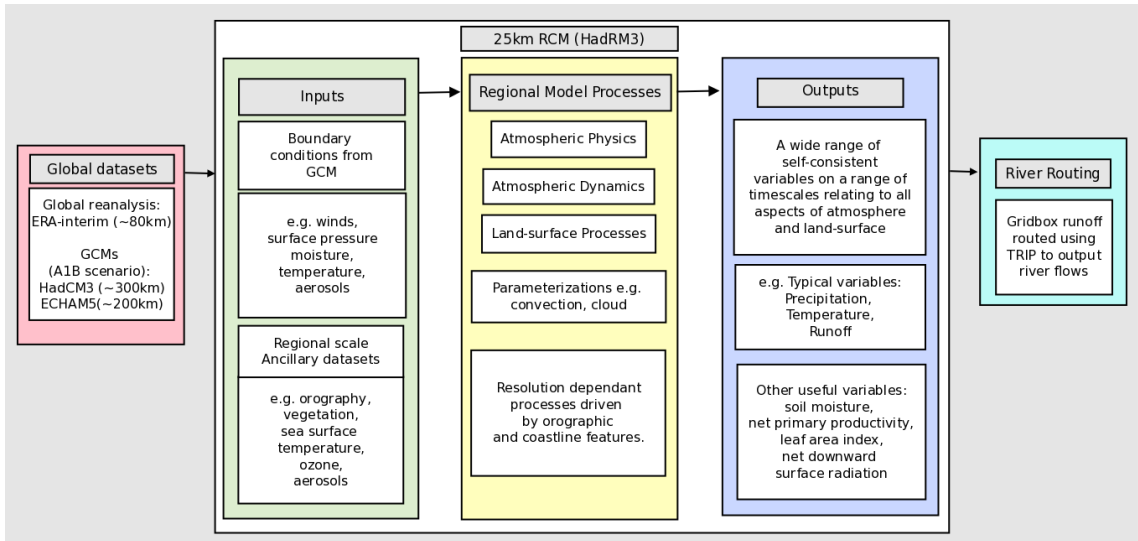 25km RCM (HadRM3)
Global datasets
Global reanalysis:
ERA-interim (~80km)
GCMs
(A1B scenario):
HadCM3 (~300km)
ECHAM5(~200km)
Inputs
Boundary
conditions from
GCM
e.g. winds,
surface pressure
moisture,
temperature,
aerosols
Regional scale
Ancillary datasets
e.g. orography,
vegetation,
sea surface
temperature,
ozone,
aerosols
Regional Model Processes
Atmospheric Physics
Atmospheric Dynamics
Land-surface Processes
Parameterizations e.g.
convection, cloud
Resolution dependant
processes driven
by orographic
and coastline features.
Outputs
A wide range of
self-consistent
variables on a range of
timescales relating to all
aspects of atmosphere
and land-surface
e.g. Typical variables:
Precipitation,
Temperature,
Runoff
Other useful variables:
soil moisture,
net primary productivity,
leaf area index,
net downward
surface radiation
River Routing
Gridbox runoff
routed using
TRIP to output
river flows